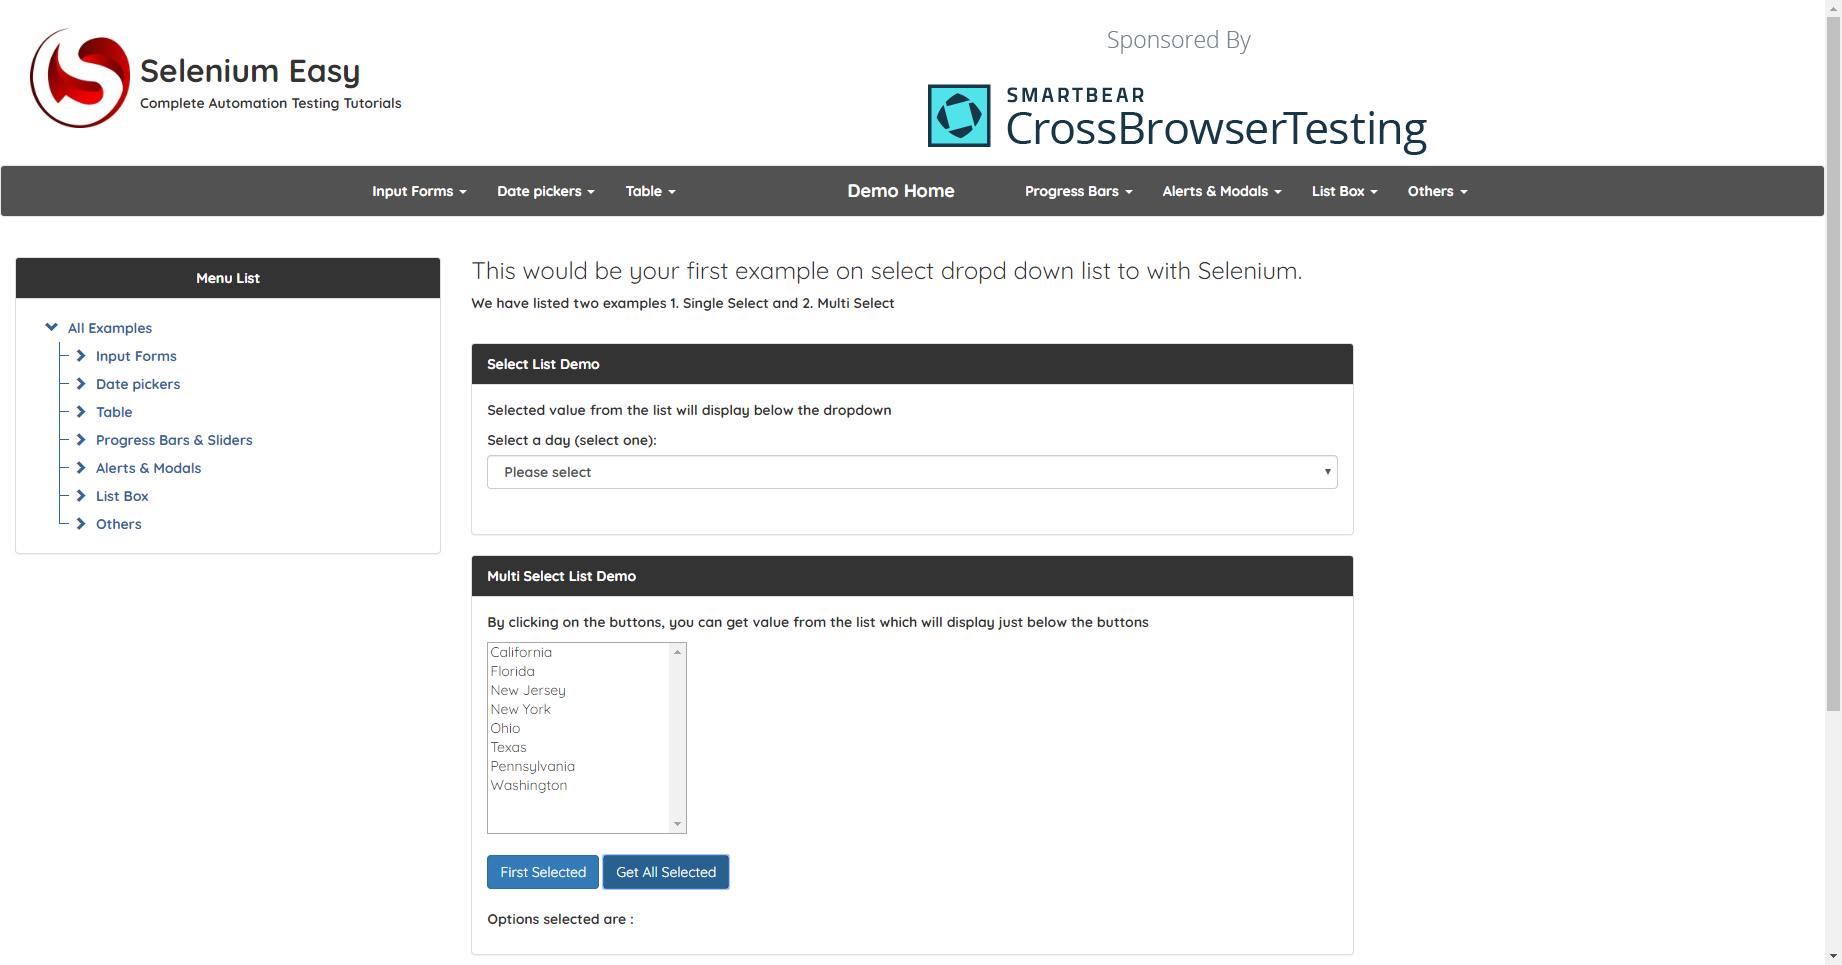 Selenium Easy
Complete Automation Testing Tutorials
Sponsored By
SMARTBEAR
CrossBrowserTesting
Input Forms Date pickers Table Demo Home Progress Bars Alerts & Modals List Box Others
Menu List
All Examples
Input Forms
Date pickers
Table
Progress Bars & Sliders
Alerts & Modals
List Box
Others
This would be your first example on select dropd down list to with Selenium.
We have listed two examples 1. Single Select and 2. Multi Select
Select List Demo
Selected value from the list will display below the dropdown
Select a day (select one):
Please select
Multi Select List Demo
By clicking on the buttons, you can get value from the list which will display just below the buttons
California
Florida
New Jersey
New York
Ohio
Texas
Pennsylvania
Washington
First Selected Get All Selected
Options selected are :